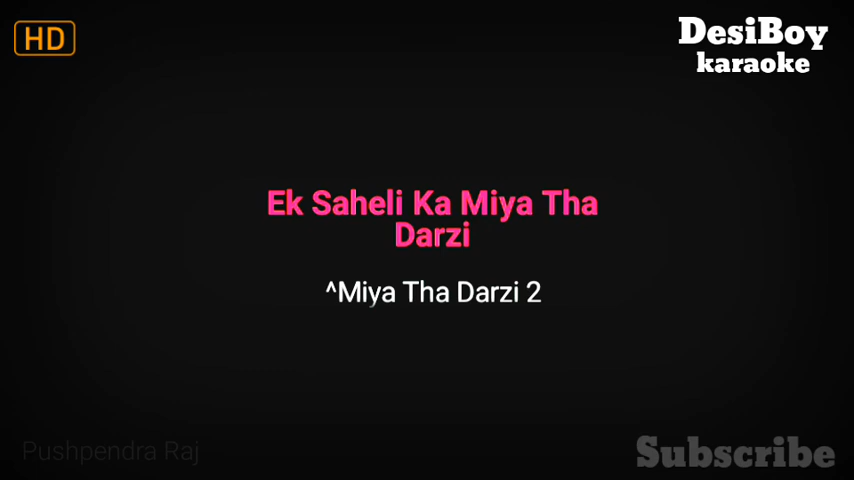 HD
DesiBoy
karaoke
Ek Saheli Ka Miya Tha
Darzi
^Miya Tha Darzi 2
Pushpendra Raj
Subscribe